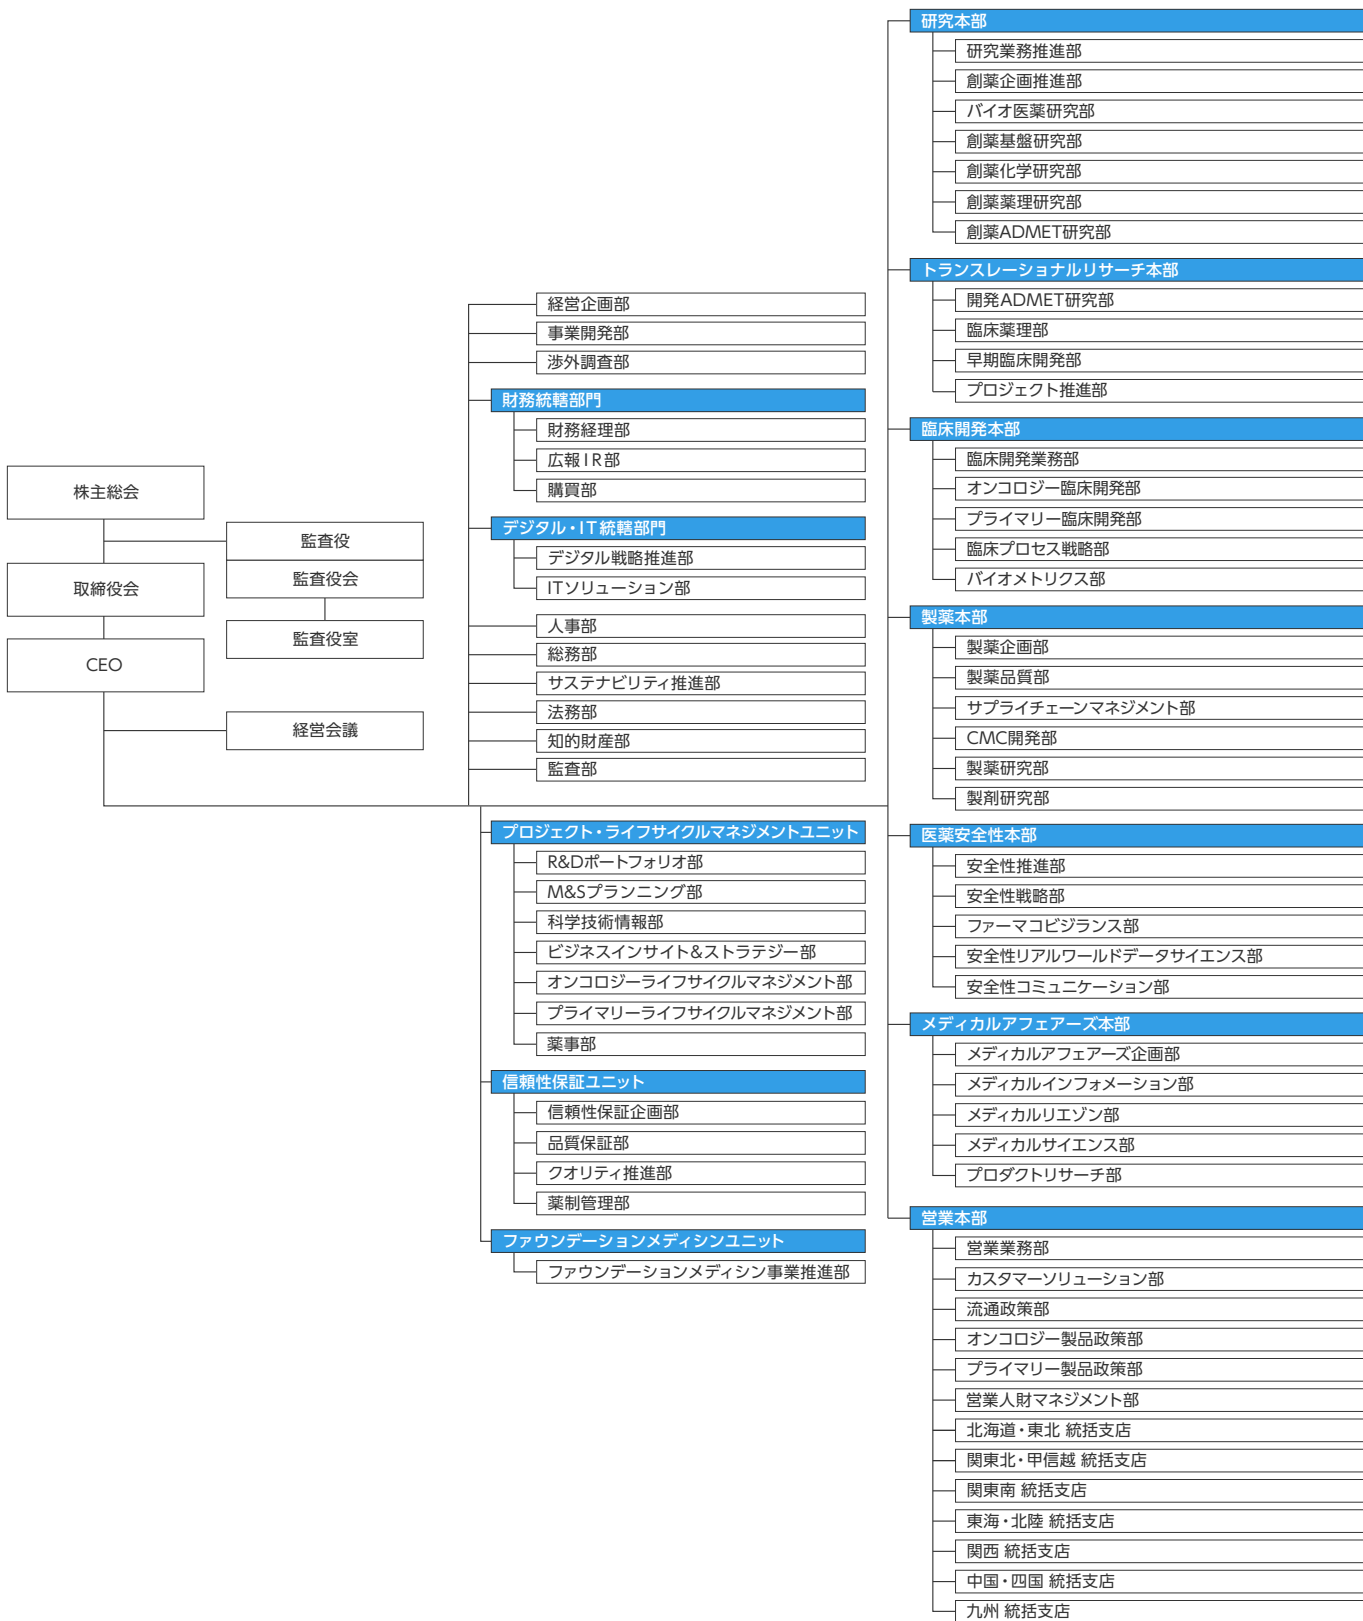 株主総会
監査役
監査役会
取締役会
監査役室
CEO
経営会議
経営企画部
事業開発部
渉外調査部
財務統轄部門
財務経理部
広報IR部
購買部
デジタル・IT統轄部門
デジタル戦略推進部
ITソリューション部
人事部
総務部
サステナビリティ推進部
法務部
知的財産部
監査部
プロジェクト・ライフサイクルマネジメントユニット
R&Dポートフォリオ部
M&Sプランニング部
科学技術情報部
ビジネスインサイト&ストラテジー部
オンコロジーライフサイクルマネジメント部
プライマリーライフサイクルマネジメント部
薬事部
信頼性保証ユニット
信頼性保証企画部
品質保証部
クオリティ推進部
薬制管理部
ファウンデーションメディシンユニット
ファウンデーションメディシン事業推進部
研究本部
研究業務推進部
創薬企画推進部
バイオ医薬研究部
創薬基盤研究部
創薬化学研究部
創薬薬理研究部
創薬ADMET研究部
トランスレーショナルリサーチ本部
開発ADMET研究部
臨床薬理部
早期臨床開発部
プロジェクト推進部
臨床開発本部
臨床開発業務部
オンコロジー臨床開発部
プライマリー臨床開発部
臨床プロセス戦略部
バイオメトリクス部
製薬本部
製薬企画部
製薬品質部
サプライチェーンマネジメント部
CMC開発部
製薬研究部
製剤研究部
医薬安全性本部
安全性推進部
安全性戦略部
ファーマコビジランス部
安全性リアルワールドデータサイエンス部
安全性コミュニケーション部
メディカルアフェアーズ本部
メディカルアフェアーズ企画部
メディカルインフォメーション部
メディカルリエゾン部
メディカルサイエンス部
プロダクトリサーチ部
営業本部
営業業務部
カスタマーソリューション部
流通政策部
オンコロジー製品政策部
プライマリー製品政策部
営業人財マネジメント部
北海道・東北 統括支店
関東北・甲信越 統括支店
関東南 統括支店
東海・北陸 統括支店
関西 統括支店
中国・四国 統括支店
九州 統括支店